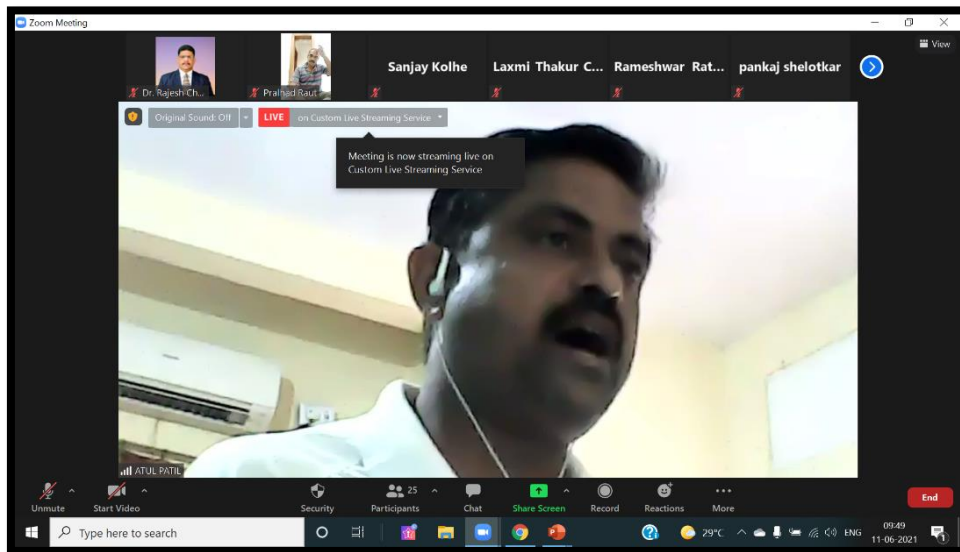 Zoom Meeting
View
Sanjay Kolhe
Laxmi Thakur C...
Rameshwar Rat...
pankaj shelotkar
Dr. Rajesh Ch...
Pralhad Raut
Original Sound: Off
LIVE on Custom Live Streaming Service
Meeting is now streaming live on
Custom Live Streaming Service
ATUL PATIL
25
Unmute
Start Video
Security
Participants
Chat
Share Screen
Record
Reactions
More
End
Type here to search
29°C
ENG
09:49
11-06-2021
1